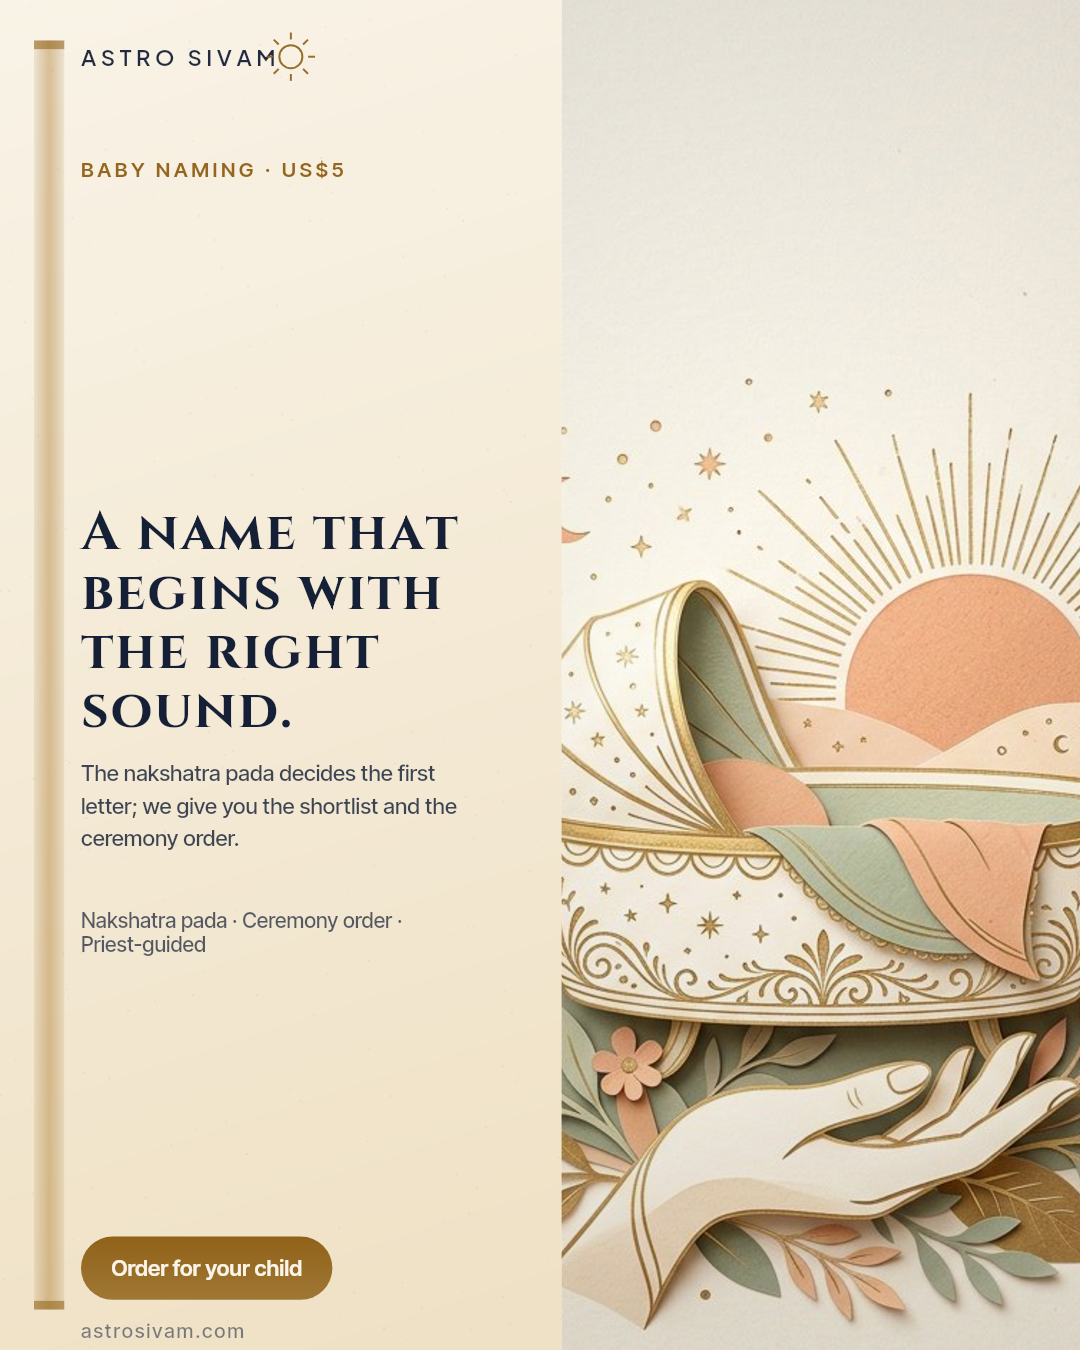 ASTRO SIVAM
BABY NAMING · US$5
A NAME THAT
BEGINS WITH
THE RIGHT
SOUND.
The nakshatra pada decides the first
letter; we give you the shortlist and the
ceremony order.
Nakshatra pada · Ceremony order ·
Priest-guided
Order for your child
astrosivam.com